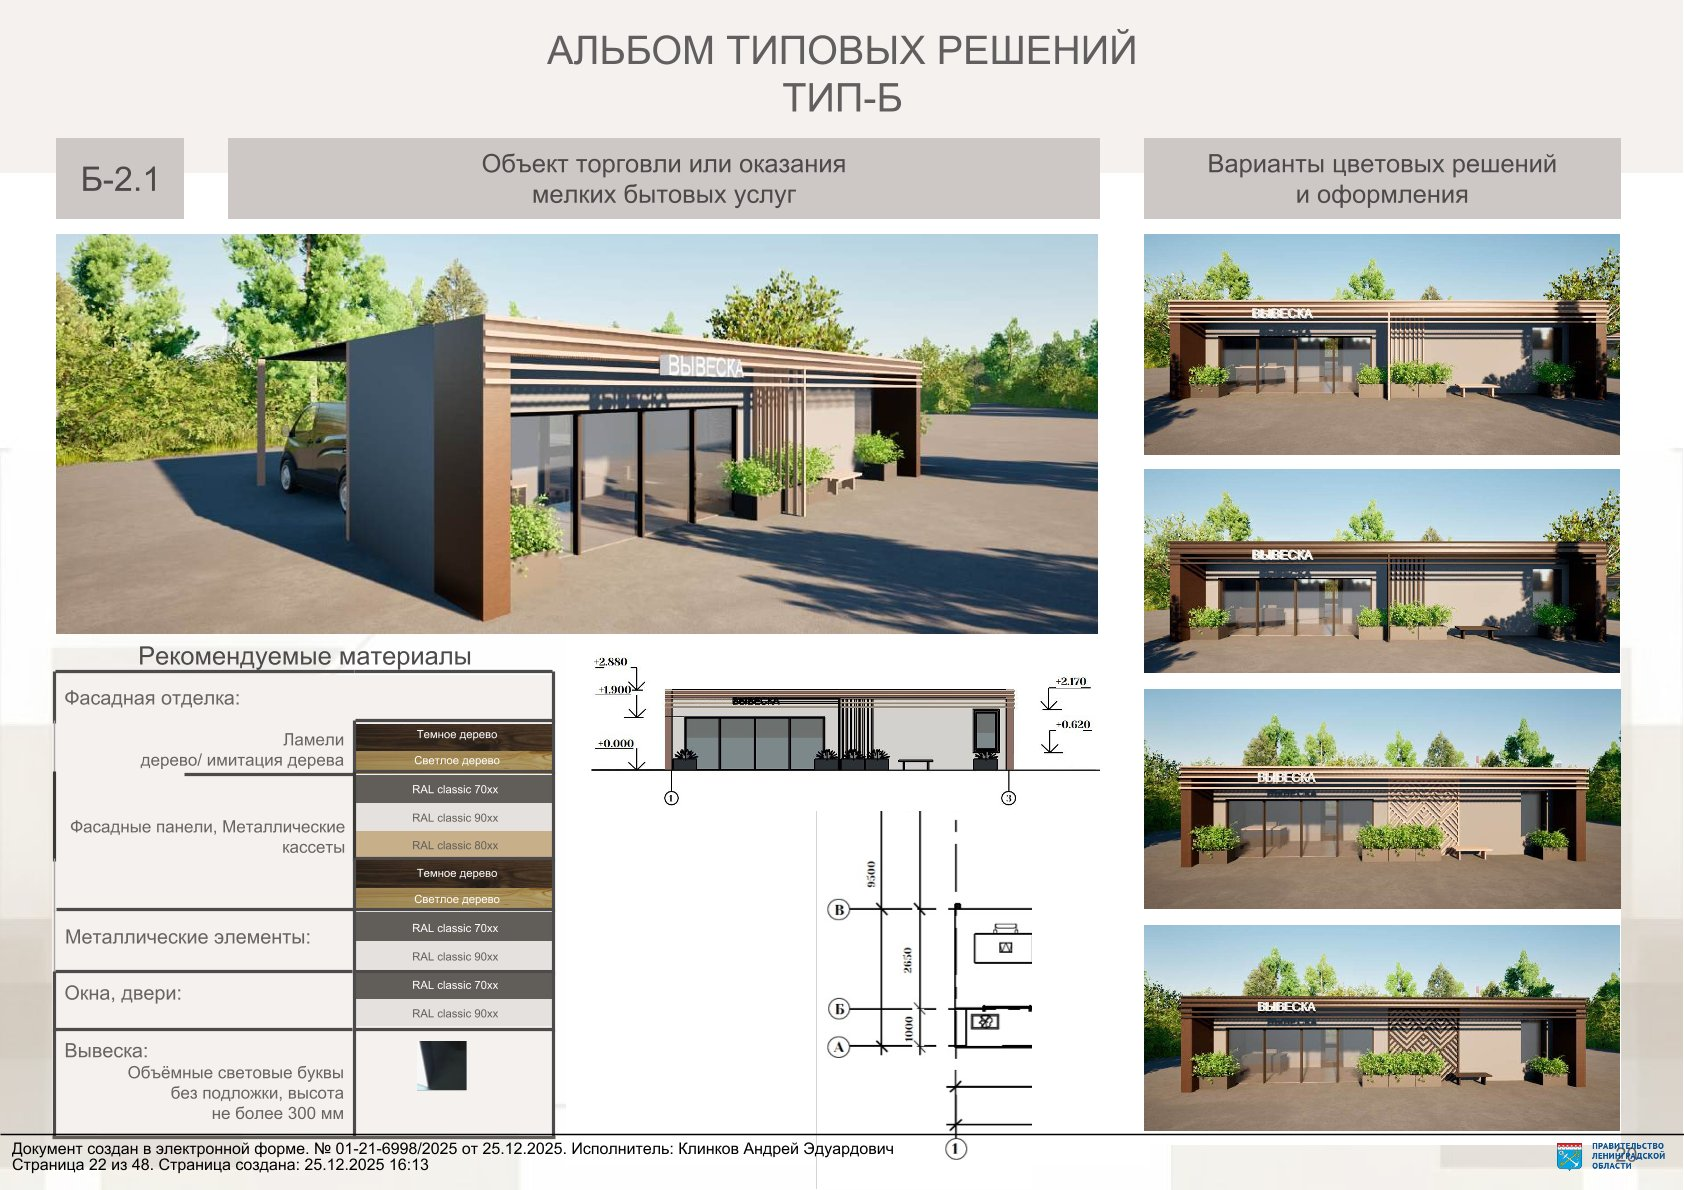 АЛЬБОМ ТИПОВЫХ РЕШЕНИЙ
ТИП-Б
Б-2.1
Объект торговли или оказания
мелких бытовых услуг
Варианты цветовых решений
и оформления
ВЫВЕСКА
ВЫВЕСКА
ВЫВЕСКА
ВЫВЕСКА
ВЫВЕСКА
Рекомендуемые материалы
Фасадная отделка:
Ламели
дерево/ имитация дерева
Темное дерево
Светлое дерево
Фасадные панели, Металлические
кассеты
RAL classic 70xx
RAL classic 90xx
RAL classic 80xx
Темное дерево
Светлое дерево
Металлические элементы:
RAL classic 70xx
RAL classic 90xx
Окна, двери:
RAL classic 70xx
RAL classic 90xx
Вывеска:
Объёмные световые буквы
без подложки, высота
не более 300 мм
+2.880
+1.900
+0.000
ВЫВЕСКА
+2.170
+0.620
1
3
9500
2650
1000
В
Б
А
1
Документ создан в электронной форме. № 01-21-6998/2025 от 25.12.2025. Исполнитель: Клинков Андрей Эдуардович
Страница 22 из 48. Страница создана: 25.12.2025 16:13
ПРАВИТЕЛЬСТВО
ЛЕНИНГРАДСКОЙ
ОБЛАСТИ